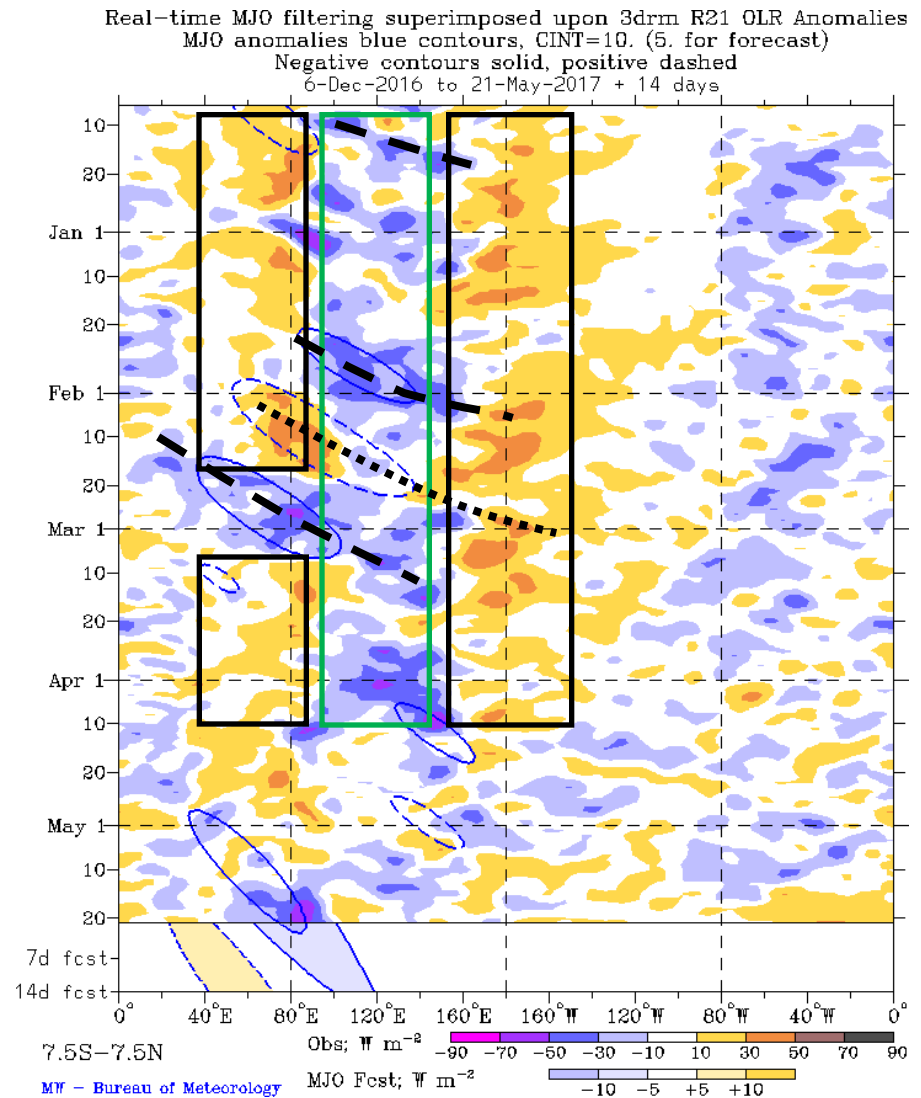 Real-time MJO filtering superimposed upon 3drm R21 OLR Anomalies
MJO anomalies blue contours, CINT=10. (5. for forecast)
Negative contours solid, positive dashed
6-Dec-2016 to 21-May-2017 + 14 days
10
20
Jan 1
10
20
Feb 1
10
20
Mar 1
10
20
Apr 1
10
20
May 1
10
20
7d fcst
14d fcst
0° 40°E 80°E 120°E 160°E 160°W 120°W 80°W 40°W 0°
7.5S-7.5N
Obs; W m⁻²
-90 -70 -50 -30 -10 10 30 50 70 90
MW - Bureau of Meteorology
MJO Fcst; W m⁻²
-10 -5 +5 +10